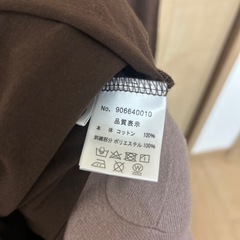 No. 906640010
品質表示
本 体 コットン 100%
刺繍部分 ポリエステル 100%